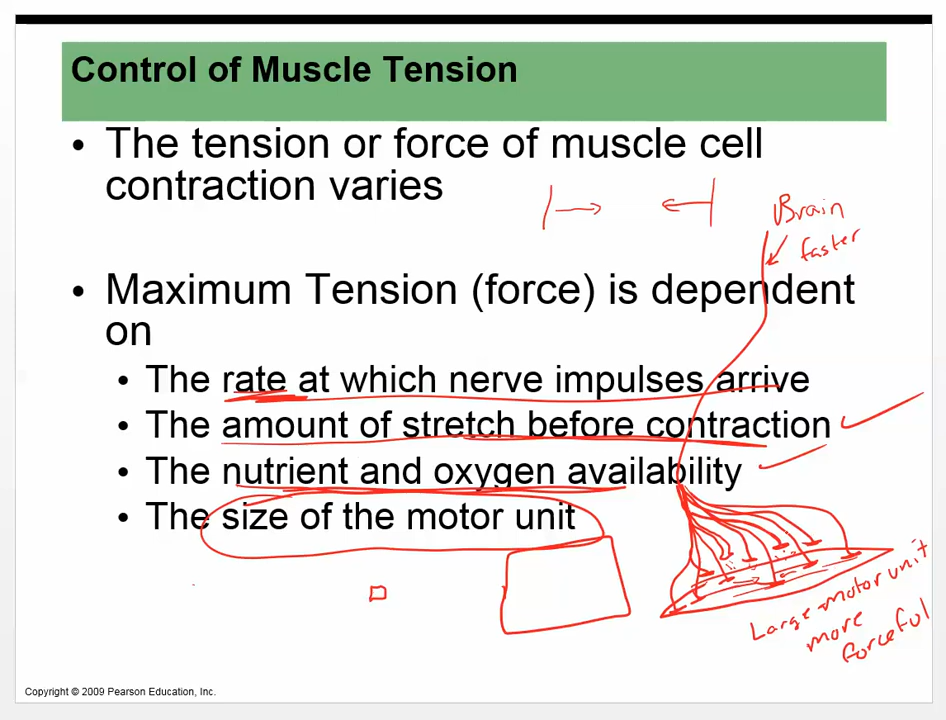 Control of Muscle Tension
• The tension or force of muscle cell
contraction varies
Brain
faster
• Maximum Tension (force) is dependent
on
• The rate at which nerve impulses arrive
• The amount of stretch before contraction
• The nutrient and oxygen availability
• The size of the motor unit
Large motor unit
more
forceful
Copyright © 2009 Pearson Education, Inc.